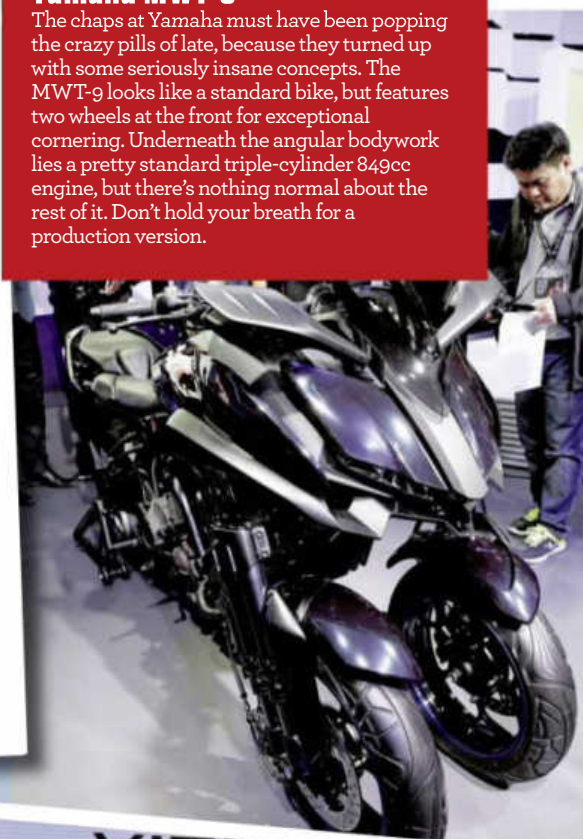 Yamaha MWT-9
The chaps at Yamaha must have been popping
the crazy pills of late, because they turned up
with some seriously insane concepts. The
MWT-9 looks like a standard bike, but features
two wheels at the front for exceptional
cornering. Underneath the angular bodywork
lies a pretty standard triple-cylinder 849cc
engine, but there's nothing normal about the
rest of it. Don't hold your breath for a
production version.